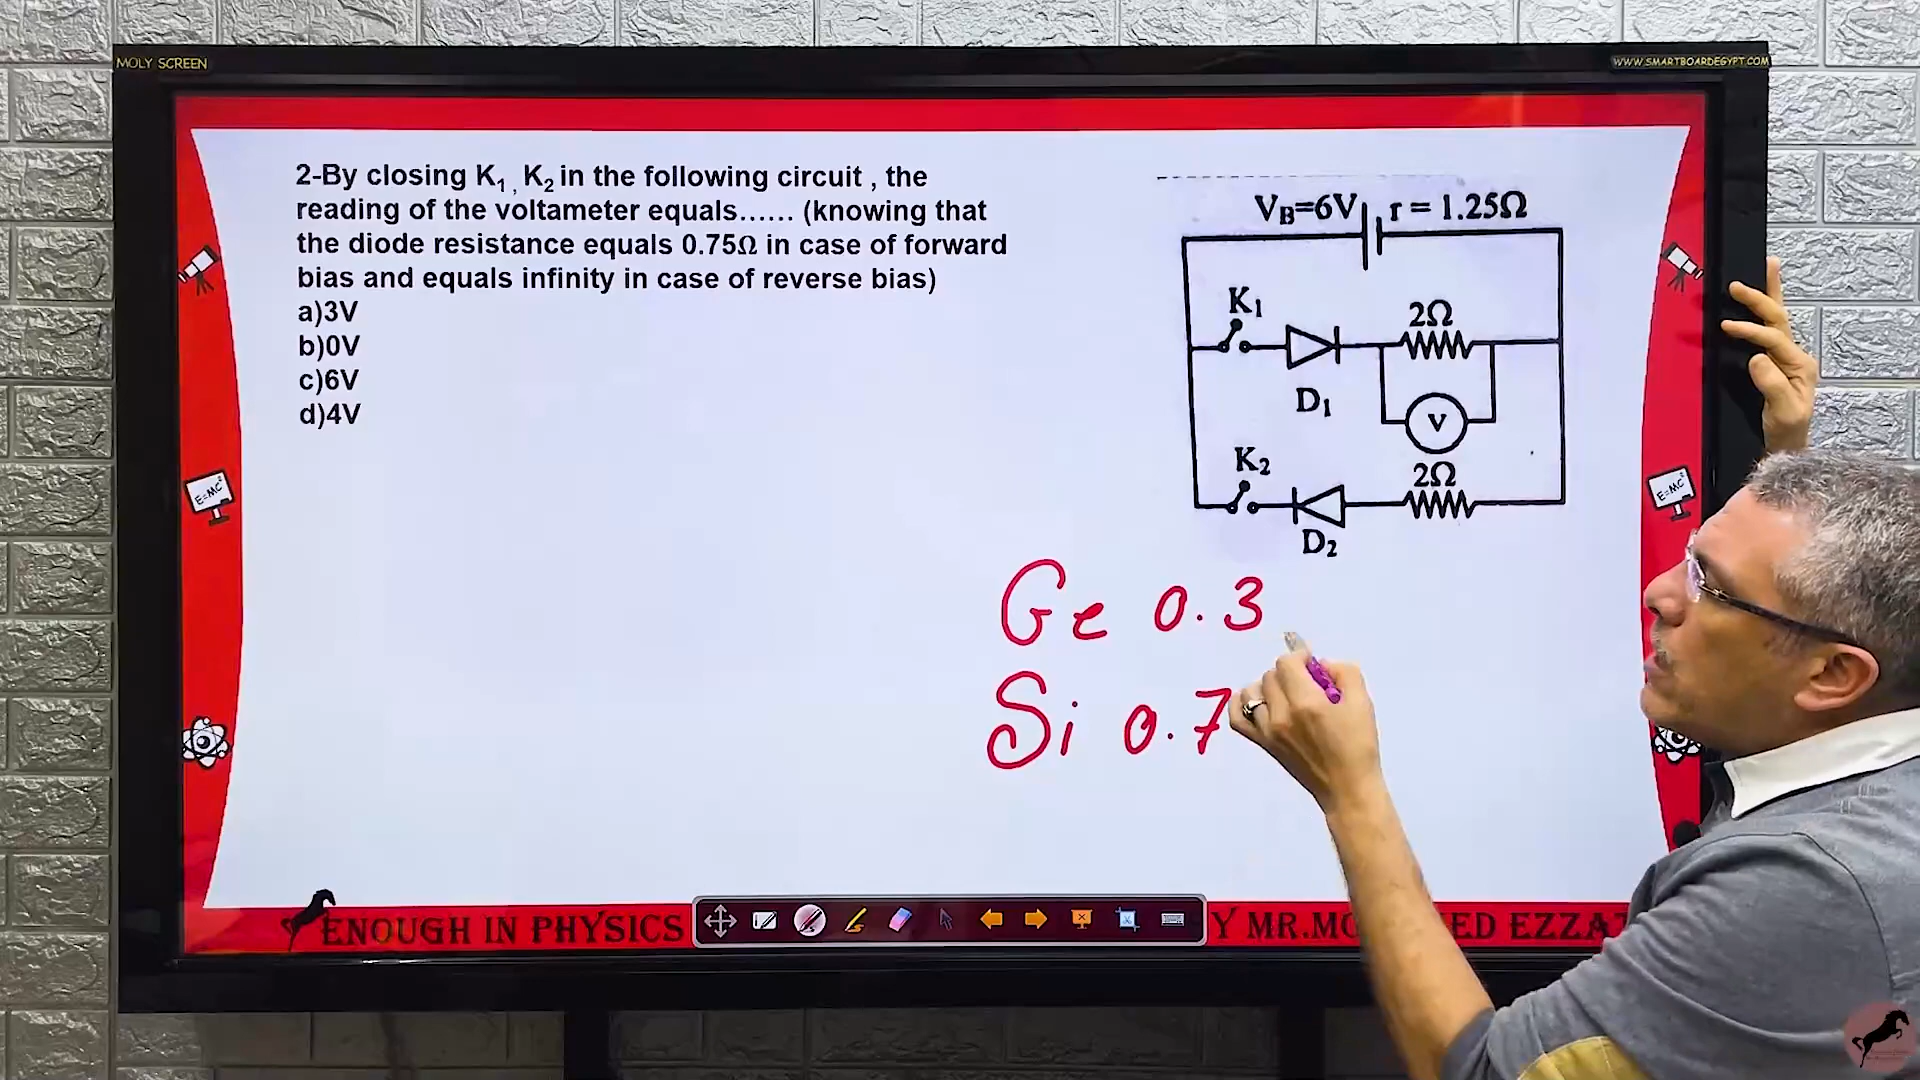 MOLY SCREEN
WWW.SMARTBOARDEGYPT.COM
2-By closing K1 , K2 in the following circuit , the
reading of the voltameter equals...... (knowing that
the diode resistance equals 0.75Ω in case of forward
bias and equals infinity in case of reverse bias)
a)3V
b)0V
c)6V
d)4V
VB=6V r = 1.25Ω
K1
2Ω
D1
V
K2
2Ω
D2
Ge 0.3
Si 0.7
E=MC²
E=MC²
ENOUGH IN PHYSICS
Y MR.MO ED EZZA